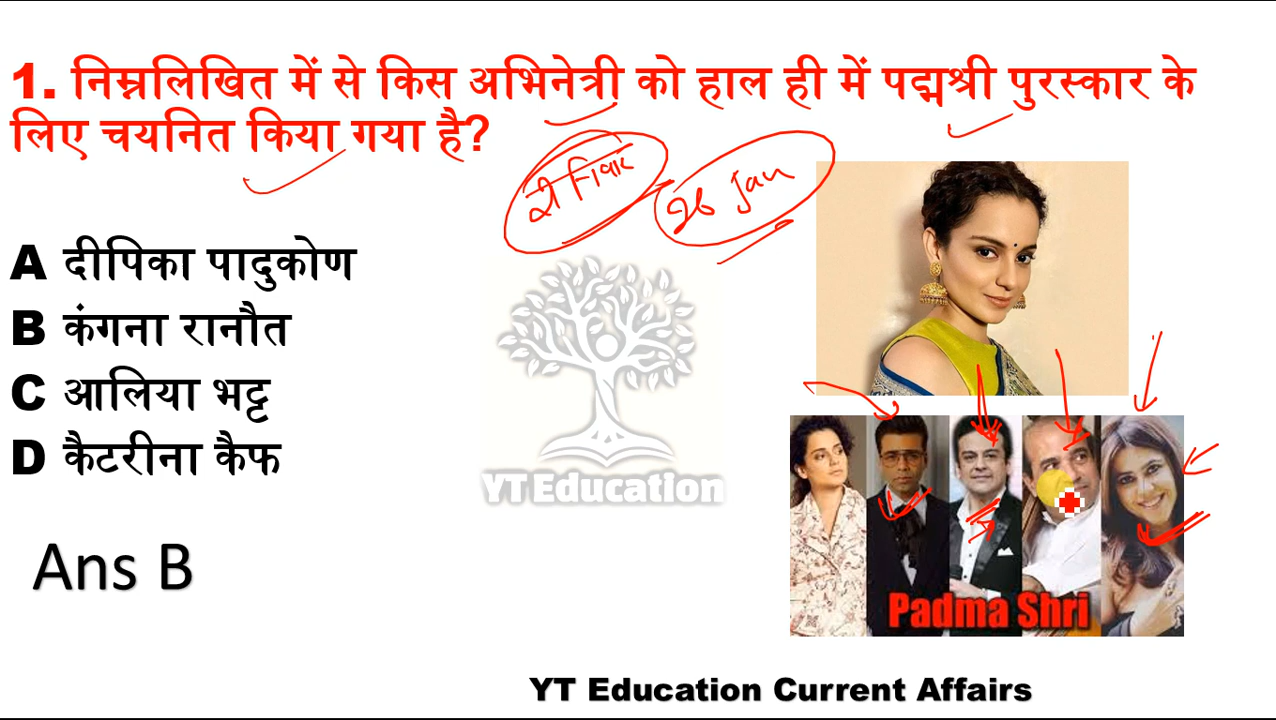 1. निम्नलिखित में से किस अभिनेत्री को हाल ही में पद्मश्री पुरस्कार के
लिए चयनित किया गया है?
26 Jan
A दीपिका पादुकोण
B कंगना रानौत
C आलिया भट्ट
D कैटरीना कैफ
YT Education
Ans B
Padma Shri
YT Education Current Affairs